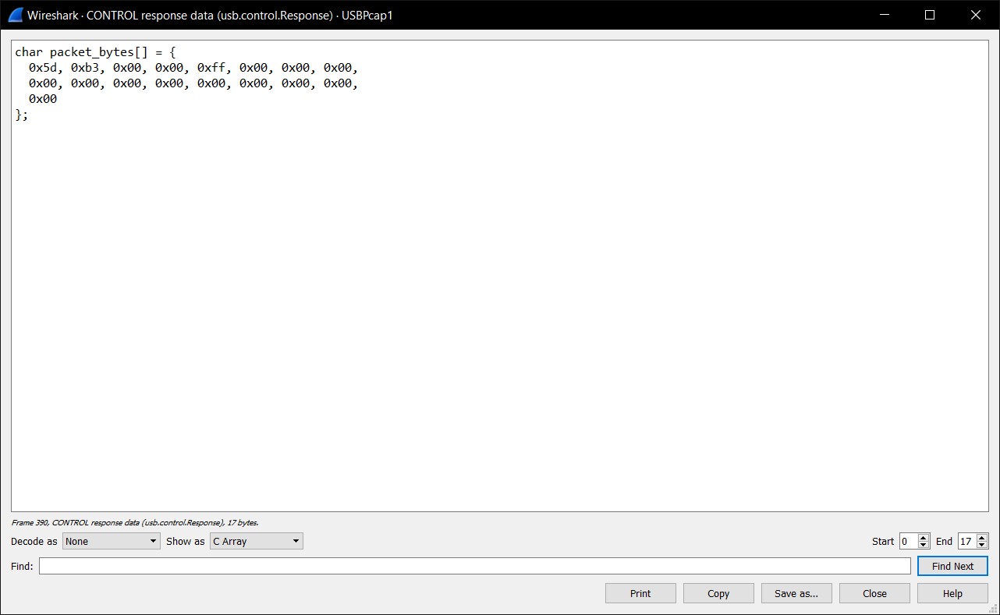 Wireshark · CONTROL response data (usb.control.Response) · USBPcap1
char packet_bytes[] = {
  0x5d, 0xb3, 0x00, 0x00, 0xff, 0x00, 0x00, 0x00,
  0x00, 0x00, 0x00, 0x00, 0x00, 0x00, 0x00, 0x00,
  0x00
};
Frame 390, CONTROL response data (usb.control.Response), 17 bytes.
Decode as None Show as C Array Start 0 End 17
Find: Find Next
Print Copy Save as... Close Help